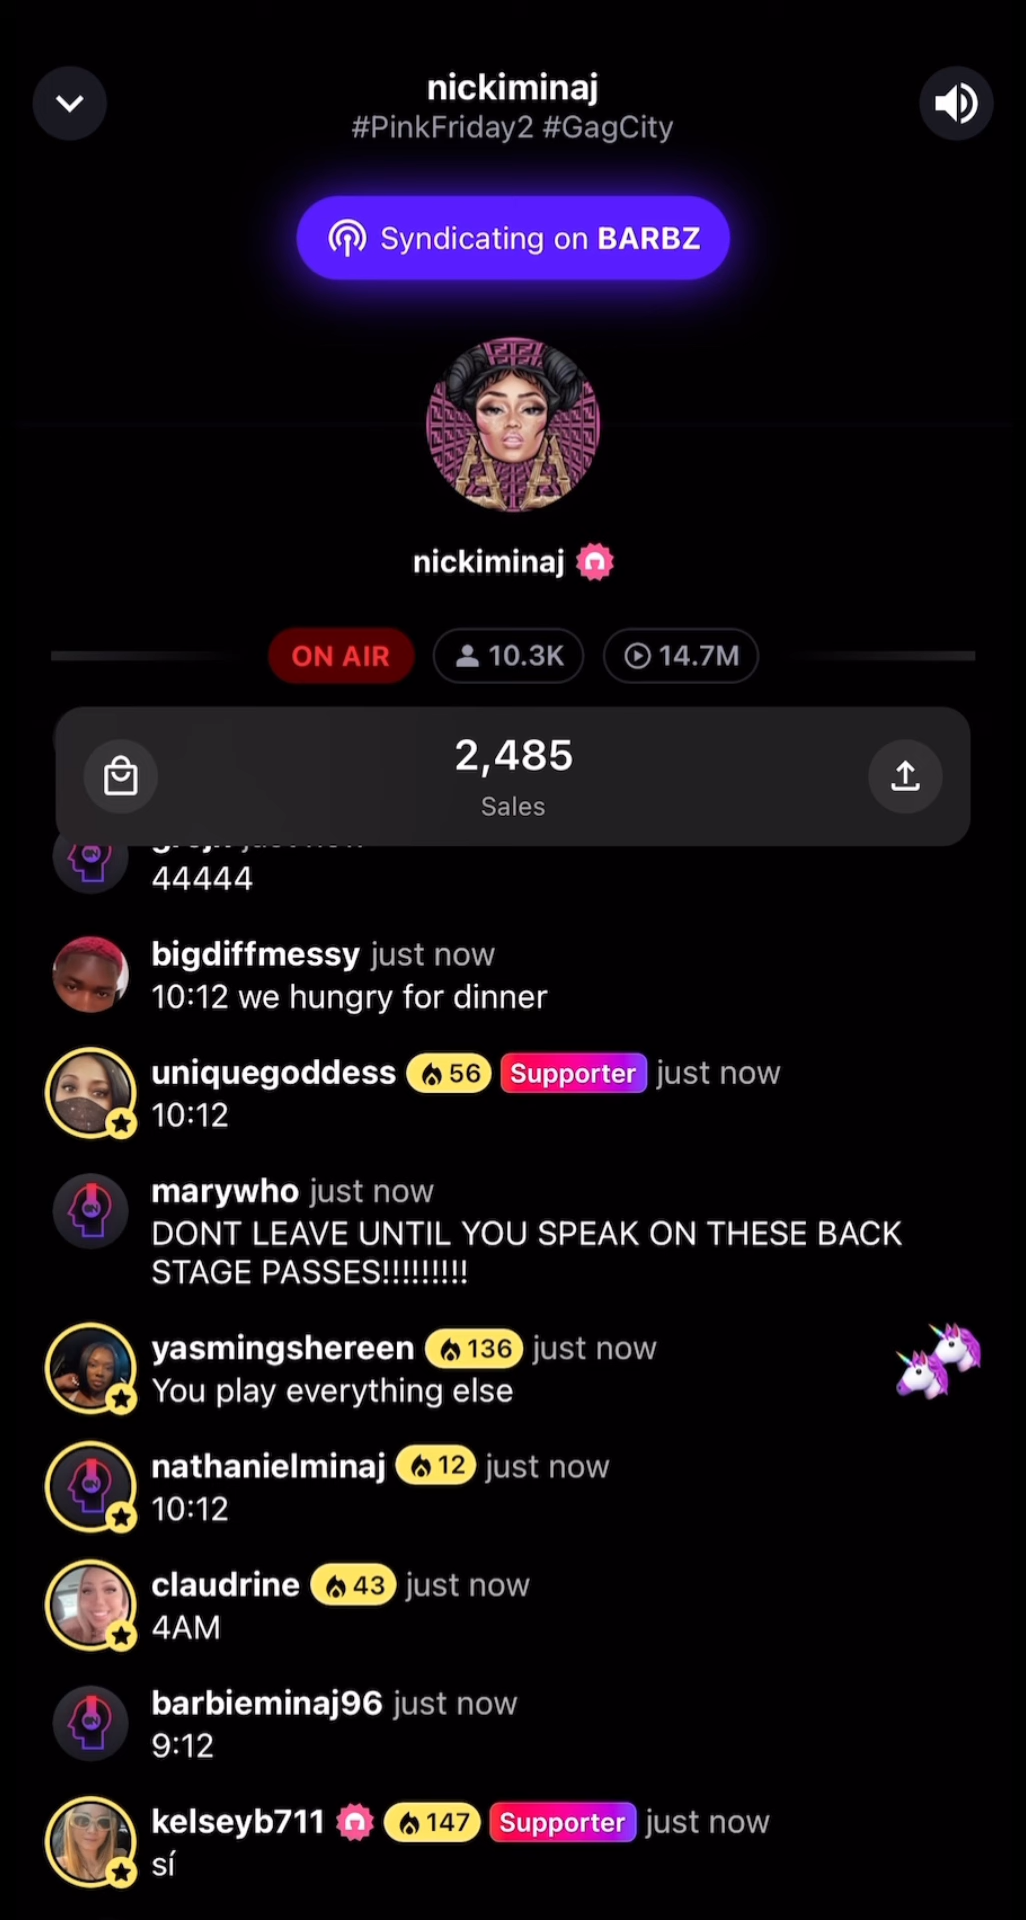 nickiminaj
#PinkFriday2 #GagCity
Syndicating on BARBZ
nickiminaj
ON AIR 10.3K 14.7M
2,485
Sales
44444
bigdiffmessy just now
10:12 we hungry for dinner
uniquegoddess 56 Supporter just now
10:12
marywho just now
DONT LEAVE UNTIL YOU SPEAK ON THESE BACK
STAGE PASSES!!!!!!!!!
yasmingshereen 136 just now
You play everything else
nathanielminaj 12 just now
10:12
claudrine 43 just now
4AM
barbieminaj96 just now
9:12
kelseyb711 147 Supporter just now
sí